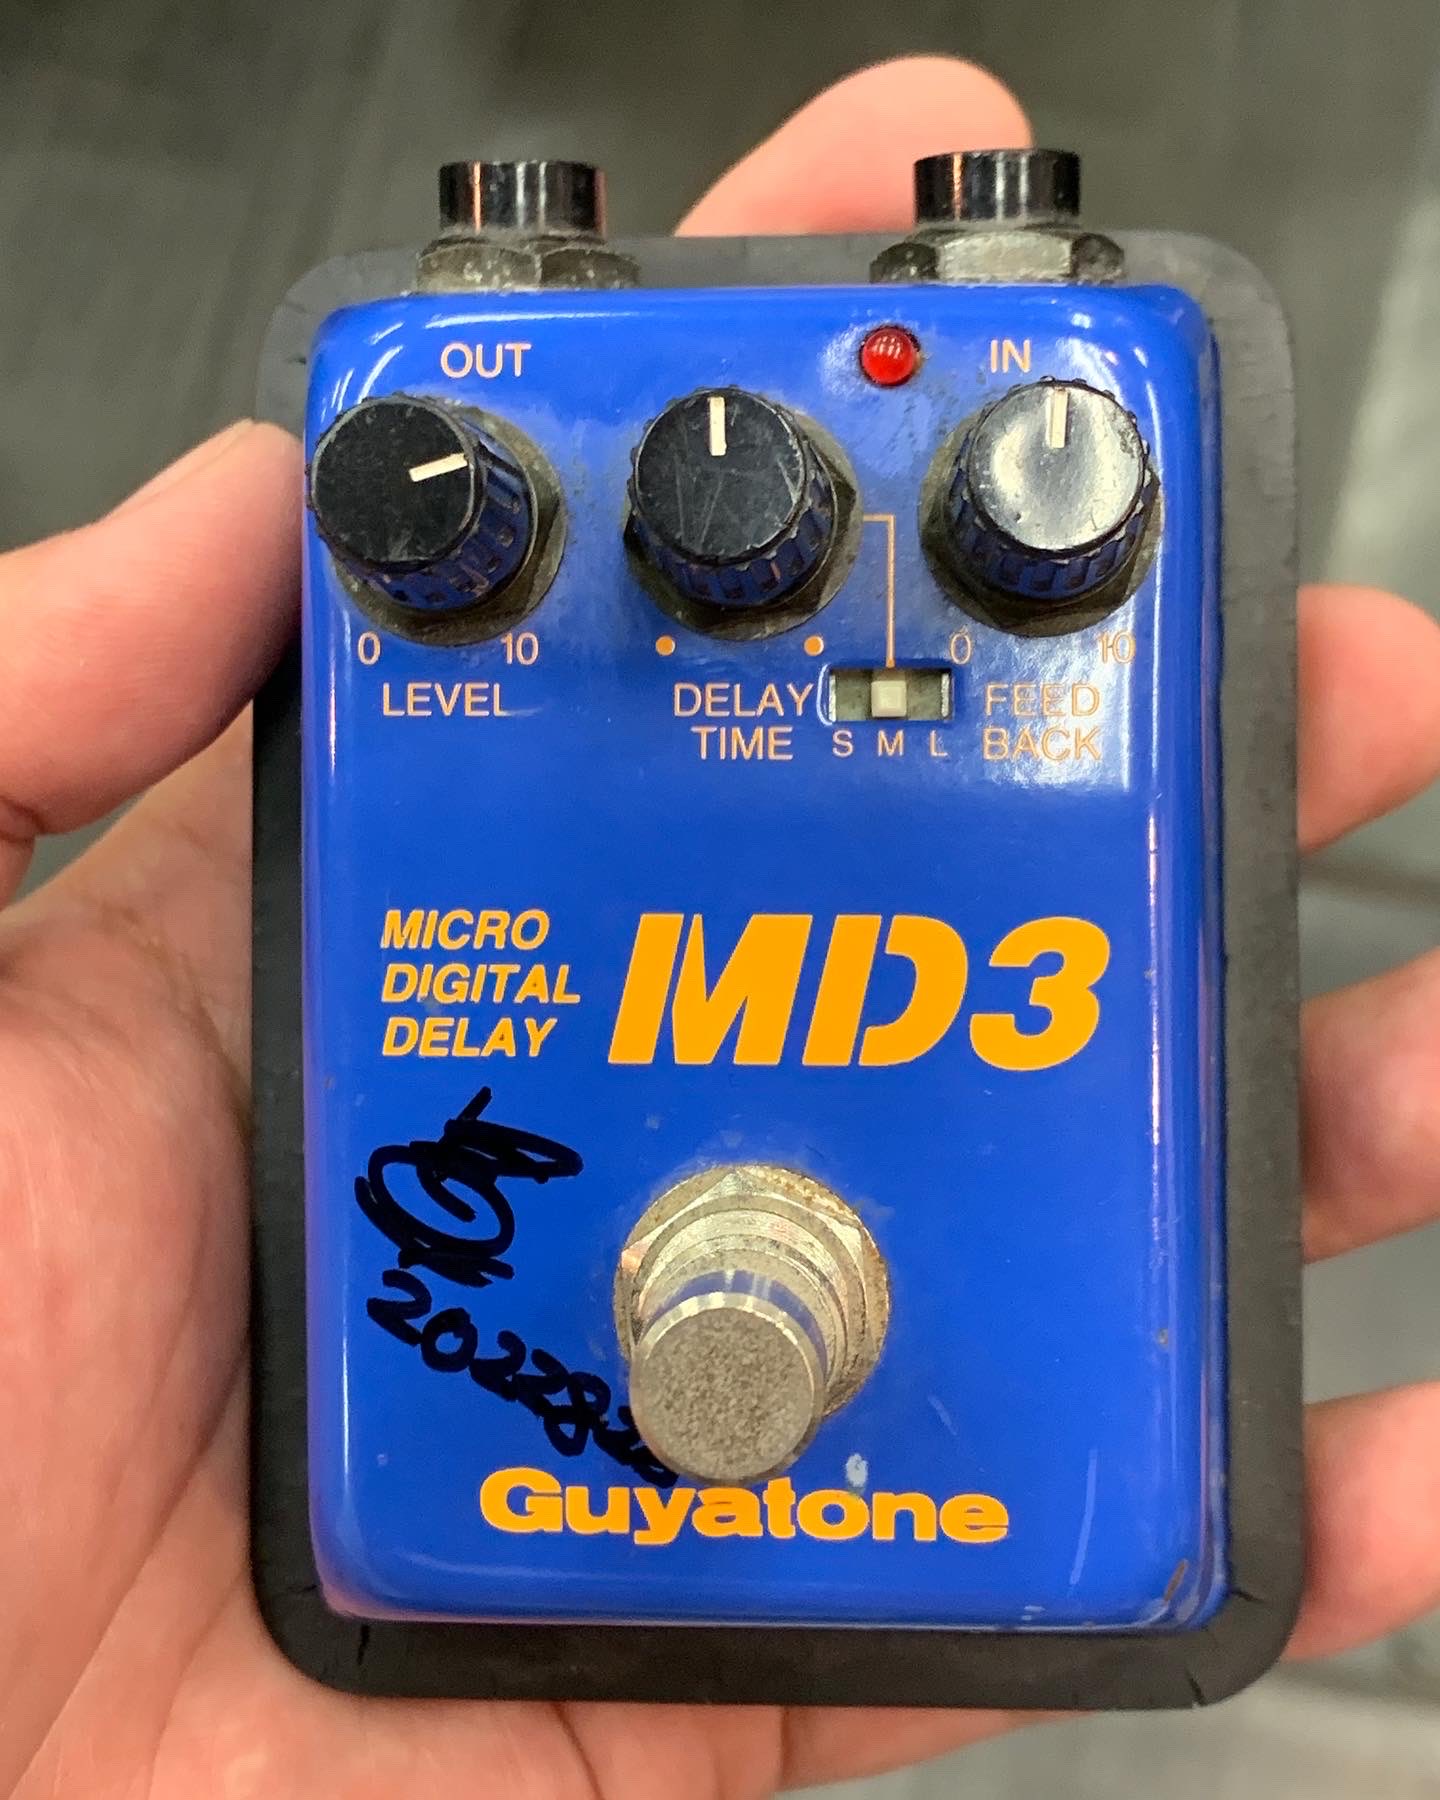 OUT
IN
0 10
0 10
LEVEL
DELAY
TIME
S M L
FEED
BACK
MICRO
DIGITAL
DELAY
MD3
Guyatone